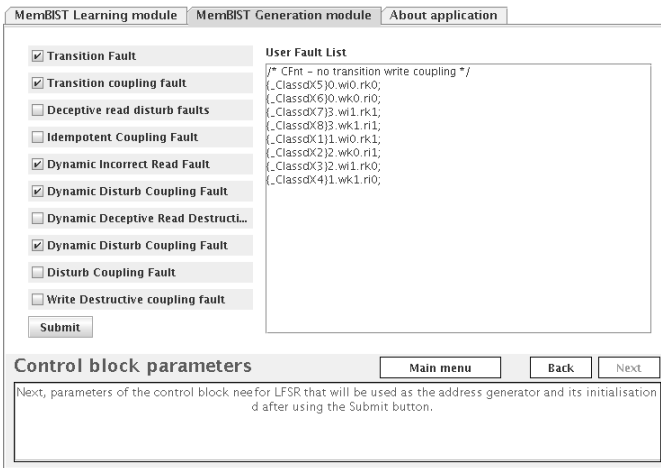 MemBIST Learning module MemBIST Generation module About application
Transition Fault
Transition coupling fault
Deceptive read disturb faults
Idempotent Coupling Fault
Dynamic Incorrect Read Fault
Dynamic Disturb Coupling Fault
Dynamic Deceptive Read Destructi...
Dynamic Disturb Coupling Fault
Disturb Coupling Fault
Write Destructive coupling fault
Submit
User Fault List
/* CFnt - no transition write coupling */
{_ClassdX5}0.wi0.rk0;
{_ClassdX6}0.wk0.ri0;
{_ClassdX7}3.wi1.rk1;
{_ClassdX8}3.wk1.ri1;
{_ClassdX1}1.wi0.rk1;
{_ClassdX2}2.wk0.ri1;
{_ClassdX3}2.wi1.rk0;
{_ClassdX4}1.wk1.ri0;
Control block parameters
Main menu Back Next
Next, parameters of the control block neefor LFSR that will be used as the address generator and its initialisation
d after using the Submit button.